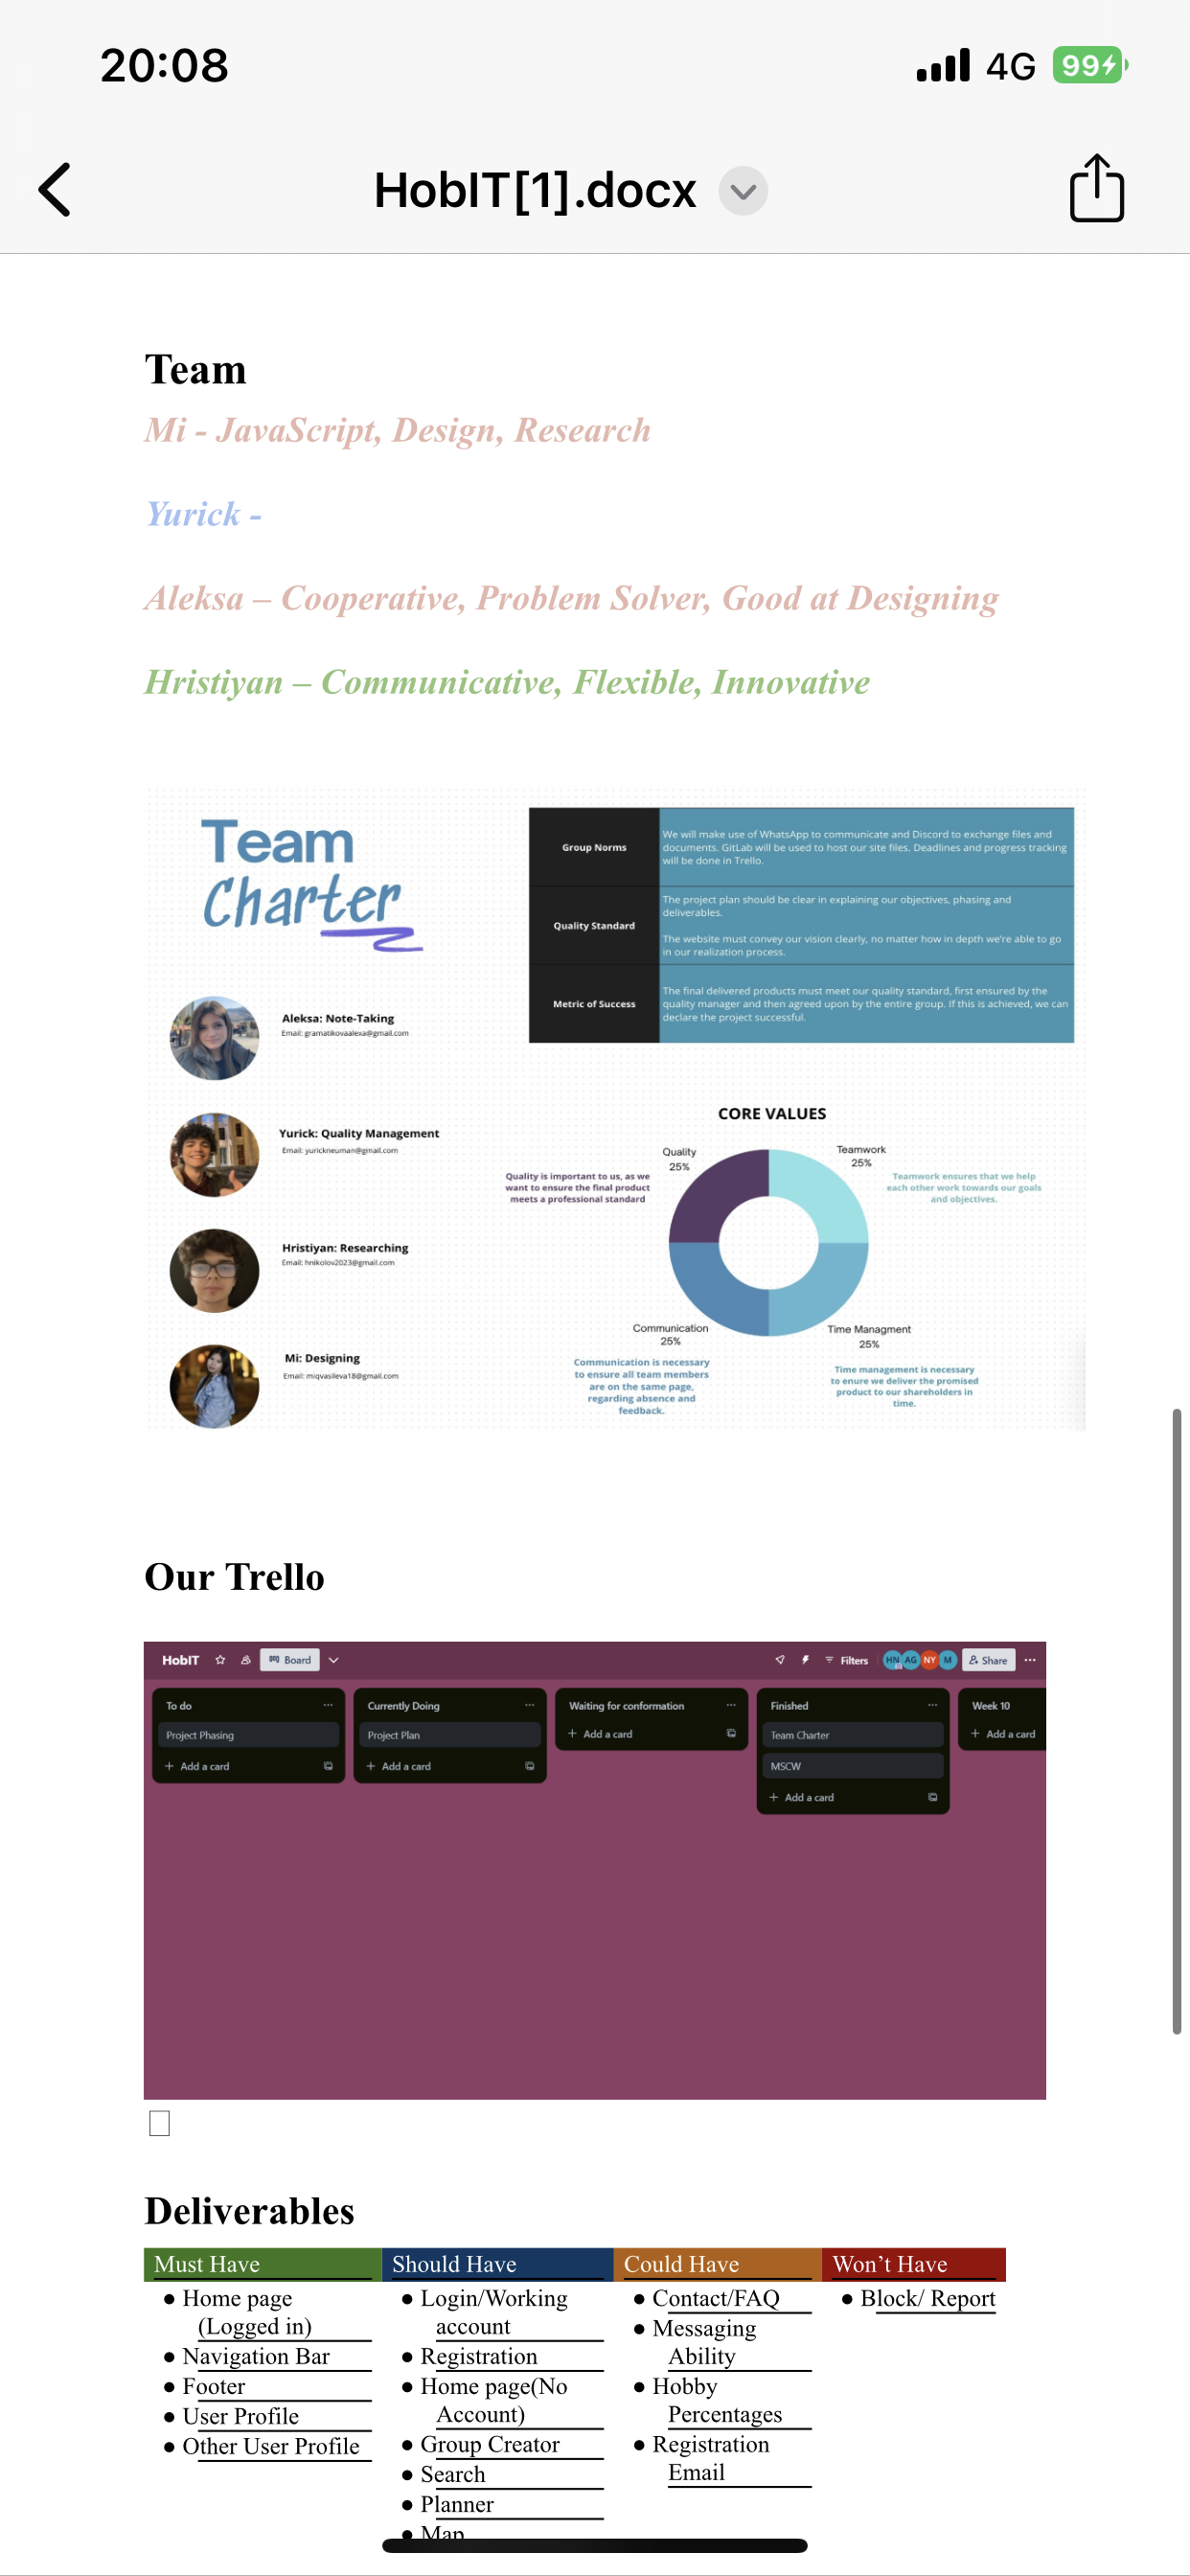 20:08
4G
99
HobIT[1].docx
Team
Mi - JavaScript, Design, Research
Yurick -
Aleksa – Cooperative, Problem Solver, Good at Designing
Hristiyan – Communicative, Flexible, Innovative
Team
Charter
Group Norms
We will make use of WhatsApp to communicate and Discord to exchange files and
documents. GitLab will be used to host our site files. Deadlines and progress tracking
will be done in Trello.
Quality Standard
The project plan should be clear in explaining our objectives, phasing and
deliverables.
The website must convey our vision clearly, no matter how in depth we're able to go
in our realization process.
Metric of Success
The final delivered products must meet our quality standard, first ensured by the
quality manager and then agreed upon by the entire group. If this is achieved, we can
declare the project successful.
Aleksa: Note-Taking
Email: gramatikovaalexa@gmail.com
Yurick: Quality Management
Email: yurickneuman@gmail.com
Hristiyan: Researching
Email: hnikolov2023@gmail.com
Mi: Designing
Email: miqvasileva18@gmail.com
CORE VALUES
Quality
25%
Quality is important to us, as we
want to ensure the final product
meets a professional standard
Teamwork
25%
Teamwork ensures that we help
each other work towards our goals
and objectives.
Communication
25%
Communication is necessary
to ensure all team members
are on the same page,
regarding absence and
feedback.
Time Managment
25%
Time management is necessary
to enure we deliver the promised
product to our shareholders in
time.
Our Trello
HobIT
Board
Filters
HN AG NY M
Share
To do
Project Phasing
+ Add a card
Currently Doing
Project Plan
+ Add a card
Waiting for conformation
+ Add a card
Finished
Team Charter
MSCW
+ Add a card
Week 10
+ Add a card
Deliverables
Must Have
• Home page
(Logged in)
• Navigation Bar
• Footer
• User Profile
• Other User Profile
Should Have
• Login/Working
account
• Registration
• Home page(No
Account)
• Group Creator
• Search
• Planner
• Map
Could Have
• Contact/FAQ
• Messaging
Ability
• Hobby
Percentages
• Registration
Email
Won't Have
• Block/ Report